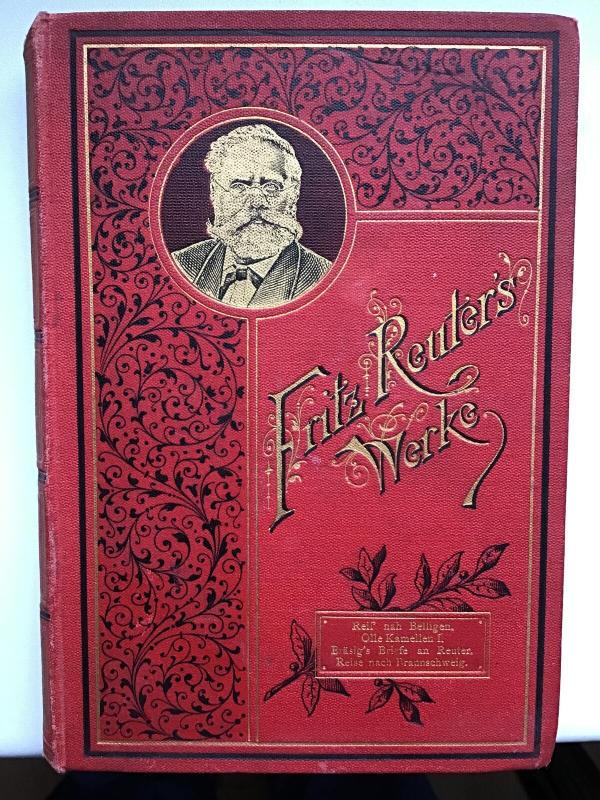 Fritz Reuter's
Werke
Reis' nah Belligen,
Olle Kamellen I,
Bräsig's Briefe an Reuter,
Reise nach Braunschweig.